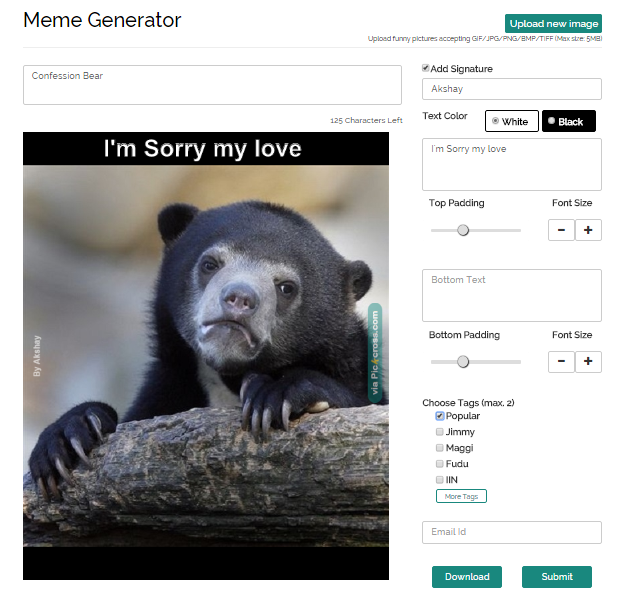 Meme Generator
Upload new image
Upload funny pictures accepting GIF/JPG/PNG/BMP/TIFF (Max size: 5MB)
Confession Bear
125 Characters Left
I'm Sorry my love
By Akshay
via Pic4cross.com
Add Signature
Akshay
Text Color
White
Black
I'm Sorry my love
Top Padding
Font Size
Bottom Text
Bottom Padding
Font Size
Choose Tags (max. 2)
Popular
Jimmy
Maggi
Fudu
IIN
More Tags
Email Id
Download
Submit